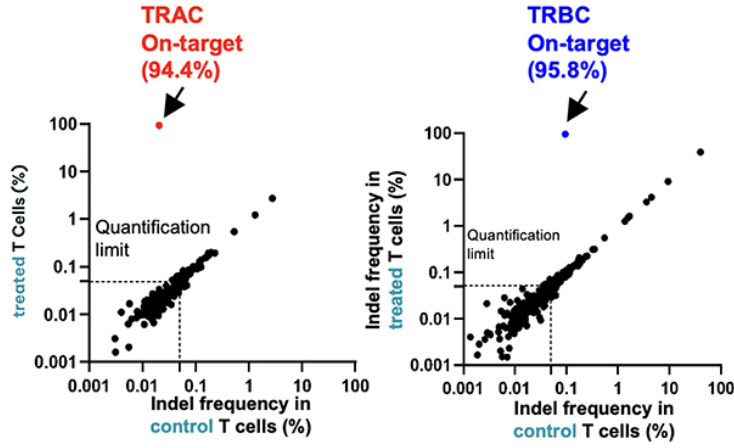 TRAC
On-target
(94.4%)
TRBC
On-target
(95.8%)
treated T Cells (%)
100
10
1
0.1
0.01
0.001
Quantification
limit
0.001
0.01
0.1
1
10
100
Indel frequency in
control T cells (%)
Indel frequency in
treated T cells (%)
100
10
1
0.1
0.01
0.001
Quantification
limit
0.001
0.01
0.1
1
10
100
Indel frequency in
control T cells (%)